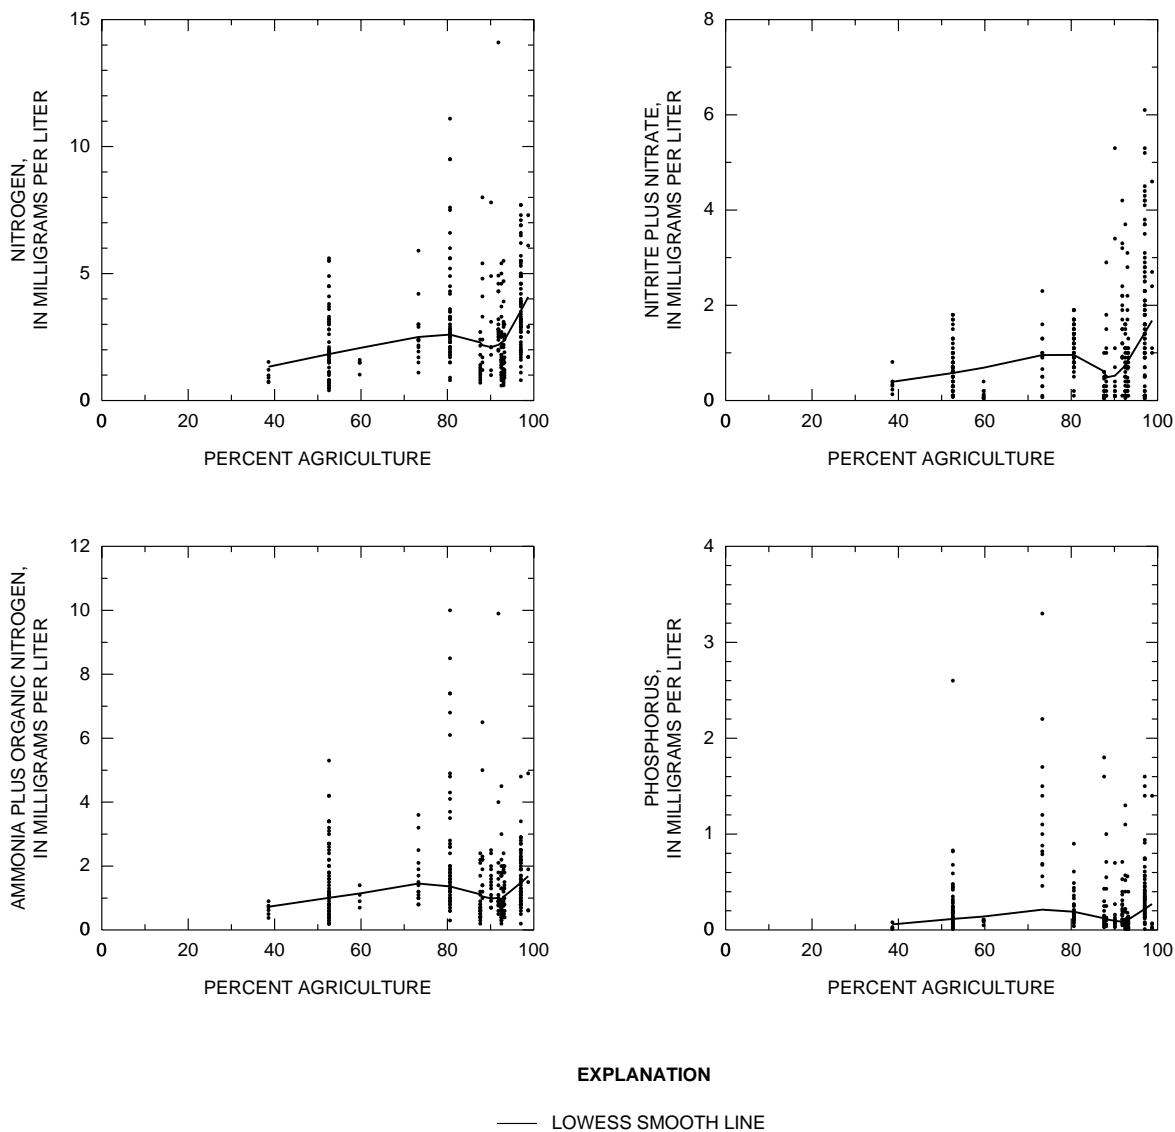 NITROGEN,
IN MILLIGRAMS PER LITER
15
10
5
0
0 20 40 60 80 100
PERCENT AGRICULTURE
NITRITE PLUS NITRATE,
IN MILLIGRAMS PER LITER
8
6
4
2
0
0 20 40 60 80 100
PERCENT AGRICULTURE
AMMONIA PLUS ORGANIC NITROGEN,
IN MILLIGRAMS PER LITER
12
10
8
6
4
2
0
0 20 40 60 80 100
PERCENT AGRICULTURE
PHOSPHORUS,
IN MILLIGRAMS PER LITER
4
3
2
1
0
0 20 40 60 80 100
PERCENT AGRICULTURE
EXPLANATION
LOWESS SMOOTH LINE